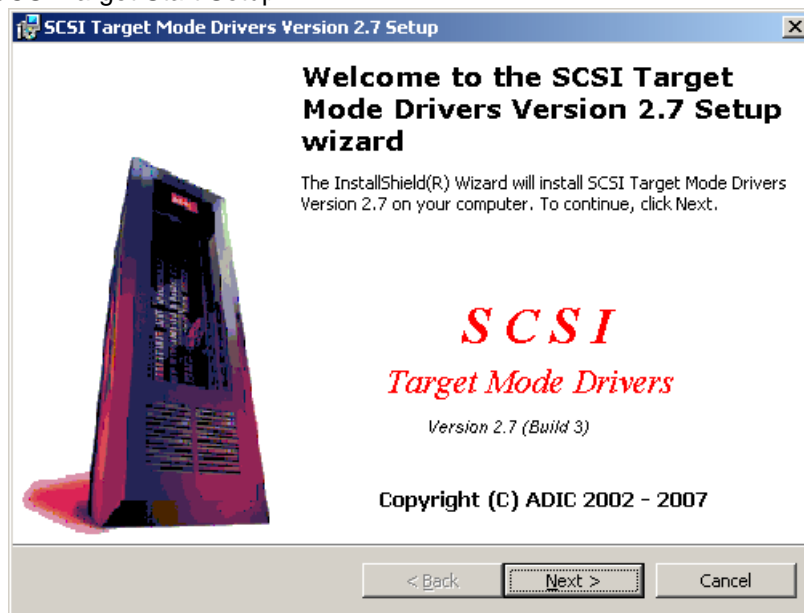 SCSI Target Mode Drivers Version 2.7 Setup
Welcome to the SCSI Target
Mode Drivers Version 2.7 Setup
wizard
The InstallShield(R) Wizard will install SCSI Target Mode Drivers
Version 2.7 on your computer. To continue, click Next.
S C S I
Target Mode Drivers
Version 2.7 (Build 3)
Copyright (C) ADIC 2002 - 2007
< Back
Next >
Cancel